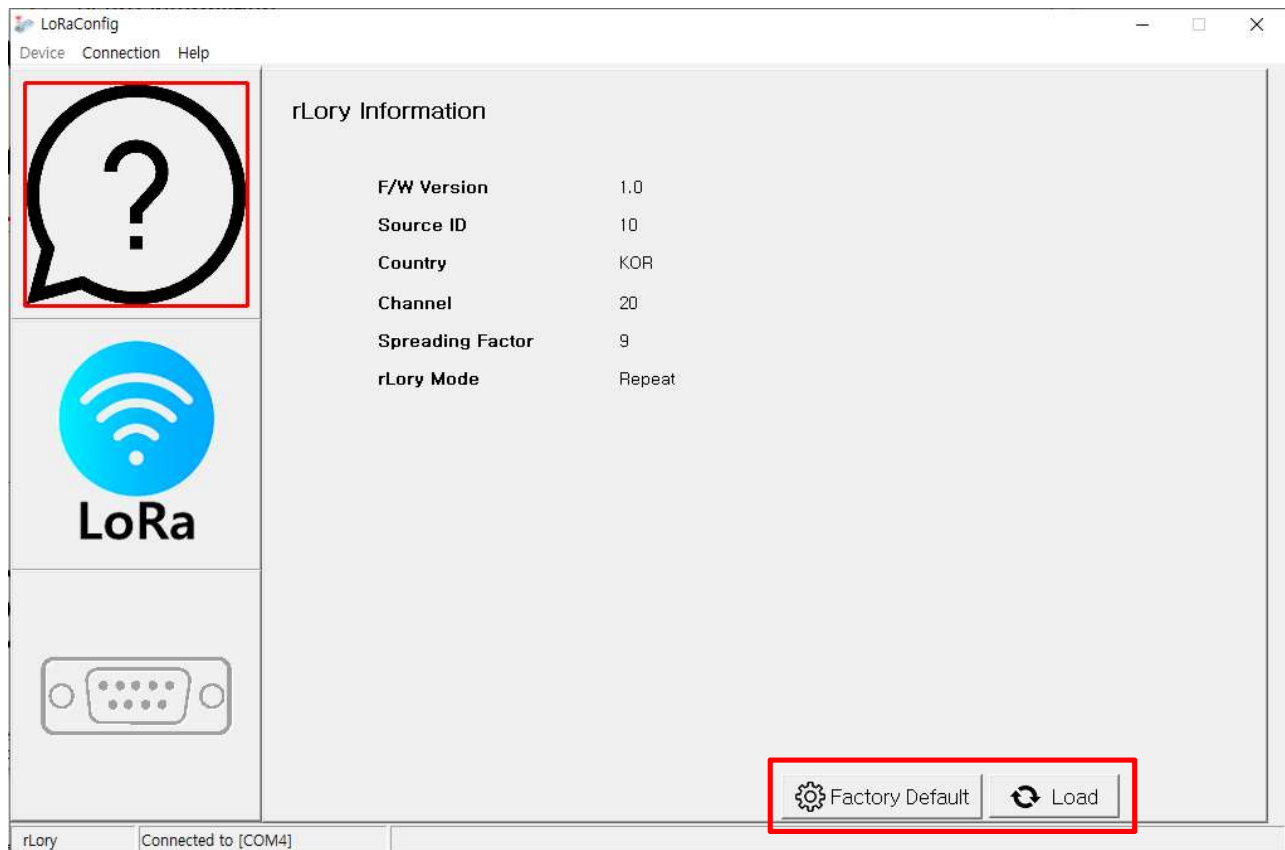 LoRaConfig
Device Connection Help
?
rLory Information
F/W Version 1.0
Source ID 10
Country KOR
Channel 20
Spreading Factor 9
rLory Mode Repeat
LoRa
Factory Default Load
rLory Connected to [COM4]